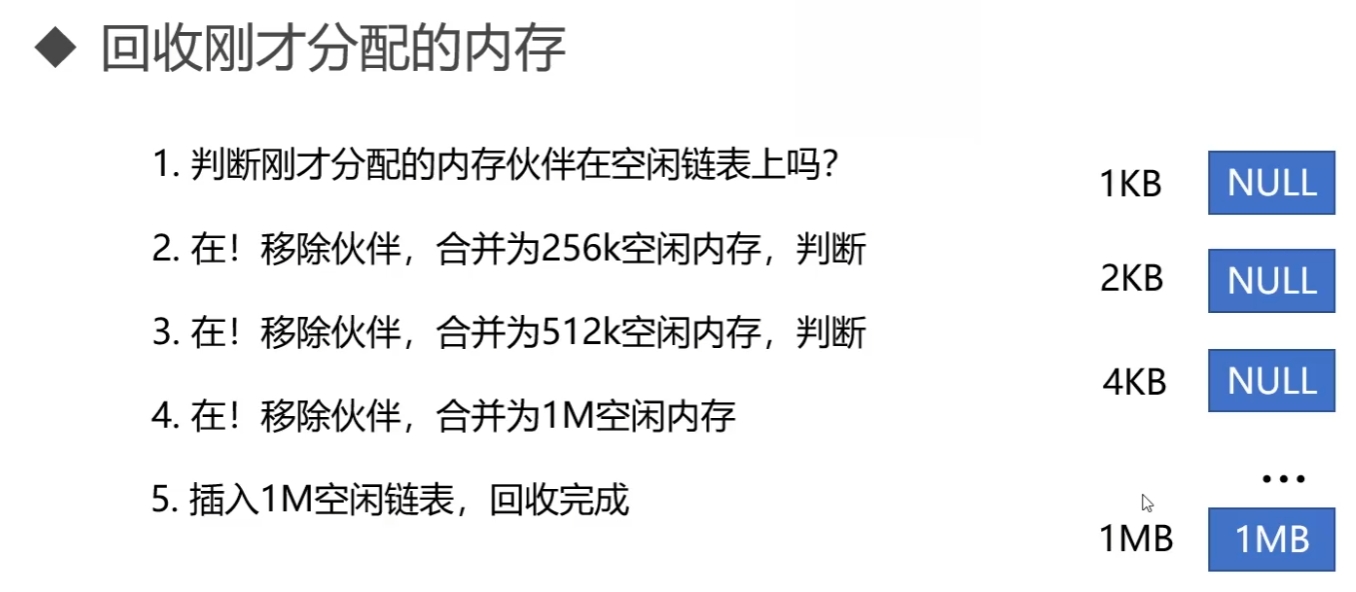 回收刚才分配的内存
1. 判断刚才分配的内存伙伴在空闲链表上吗？
2. 在！移除伙伴，合并为256k空闲内存，判断
3. 在！移除伙伴，合并为512k空闲内存，判断
4. 在！移除伙伴，合并为1M空闲内存
5. 插入1M空闲链表，回收完成
1KB NULL
2KB NULL
4KB NULL
...
1MB 1MB